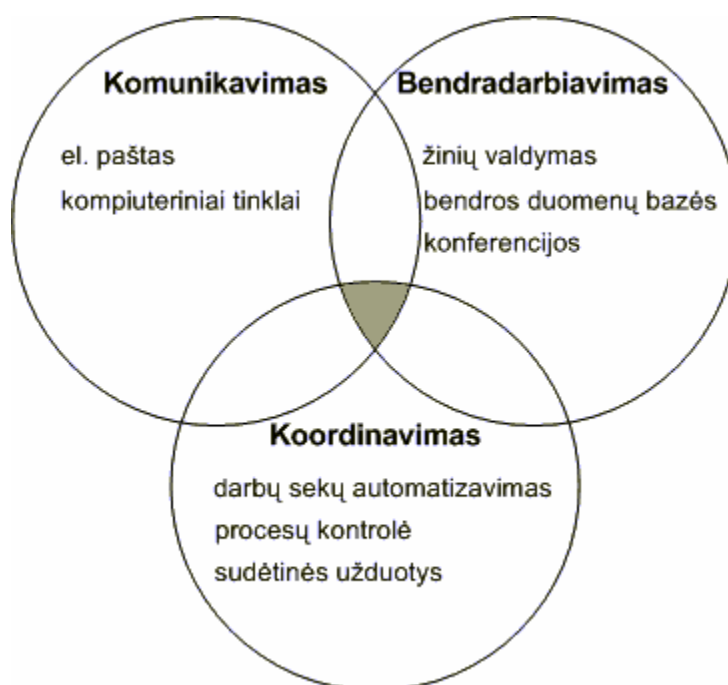 Komunikavimas
el. paštas
kompiuteriniai tinklai
Bendradarbiavimas
žinių valdymas
bendros duomenų bazės
konferencijos
Koordinavimas
darbų sekų automatizavimas
procesų kontrolė
sudėtinės užduotys